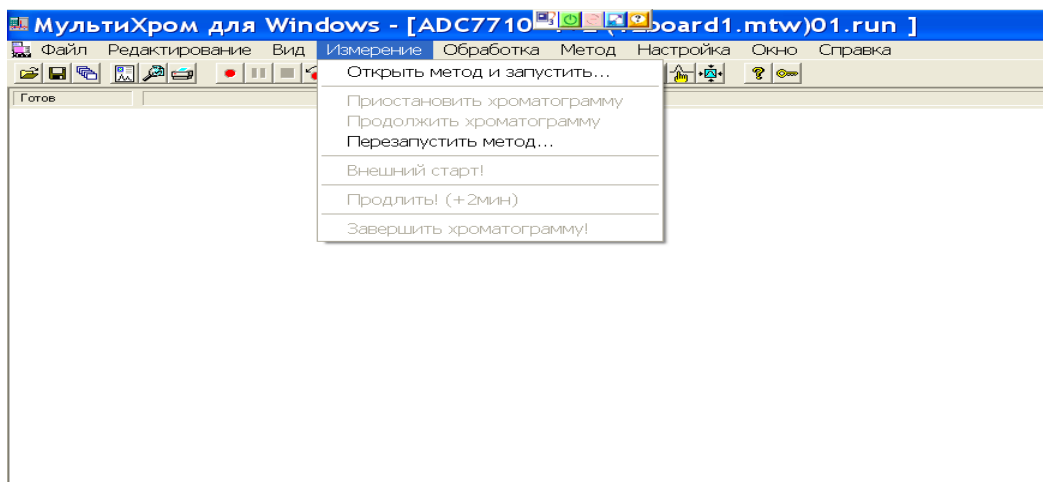 МультиХром для Windows - [ADC7710 board1.mtw)01.run ]
Файл Редактирование Вид Измерение Обработка Метод Настройка Окно Справка
Открыть метод и запустить...
Готов
Приостановить хроматограмму
Продолжить хроматограмму
Перезапустить метод...
Внешний старт!
Продлить! (+2мин)
Завершить хроматограмму!